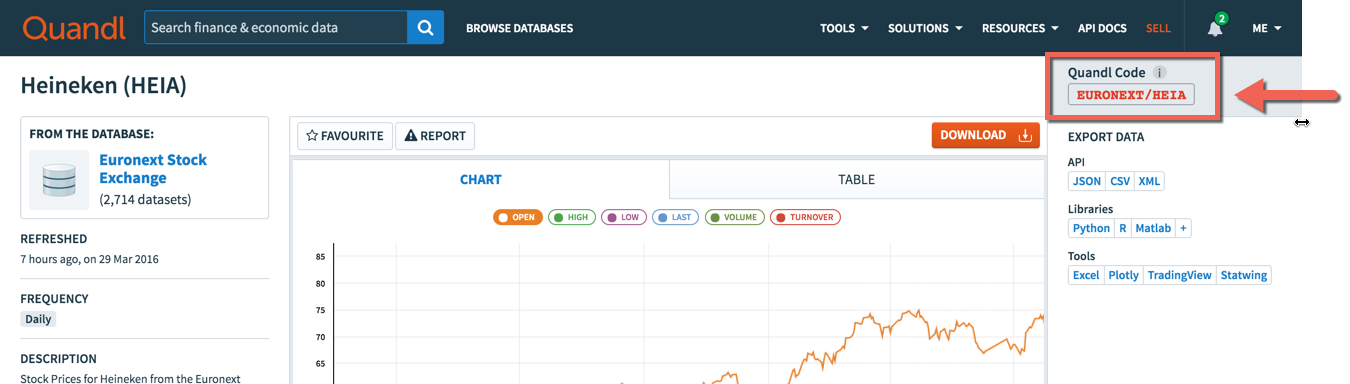 Quandl
Search finance & economic data
BROWSE DATABASES
TOOLS
SOLUTIONS
RESOURCES
API DOCS
SELL
2
ME
Heineken (HEIA)
Quandl Code i
EURONEXT/HEIA
FROM THE DATABASE:
Euronext Stock
Exchange
(2,714 datasets)
REFRESHED
7 hours ago, on 29 Mar 2016
FREQUENCY
Daily
DESCRIPTION
Stock Prices for Heineken from the Euronext
FAVOURITE
REPORT
DOWNLOAD
CHART
TABLE
OPEN
HIGH
LOW
LAST
VOLUME
TURNOVER
85
80
75
70
65
EXPORT DATA
API
JSON CSV XML
Libraries
Python R Matlab +
Tools
Excel Plotly TradingView Statwing